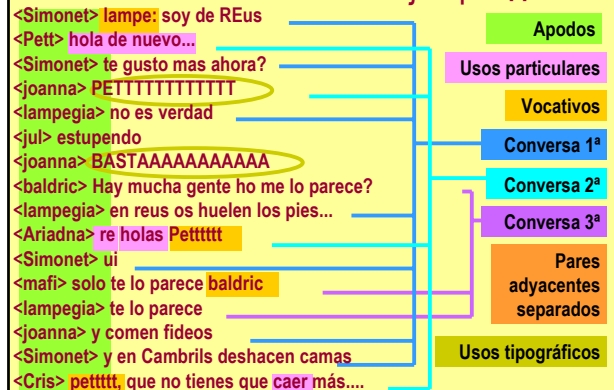 <Simonet> lampe: soy de REus
<Pett> hola de nuevo...
<Simonet> te gusto mas ahora?
<joanna> PETTTTTTTTTTTT
<lampegia> no es verdad
<jul> estupendo
<joanna> BASTAAAAAAAAAAA
<baldric> Hay mucha gente ho me lo parece?
<lampegia> en reus os huelen los pies...
<Ariadna> re holas Petttttt
<Simonet> ui
<mafi> solo te lo parece baldric
<lampegia> te lo parece
<joanna> y comen fideos
<Simonet> y en Cambrils deshacen camas
<Cris> pettttt, que no tienes que caer más....
Apodos
Usos particulares
Vocativos
Conversa 1ª
Conversa 2ª
Conversa 3ª
Pares
adyacentes
separados
Usos tipográficos